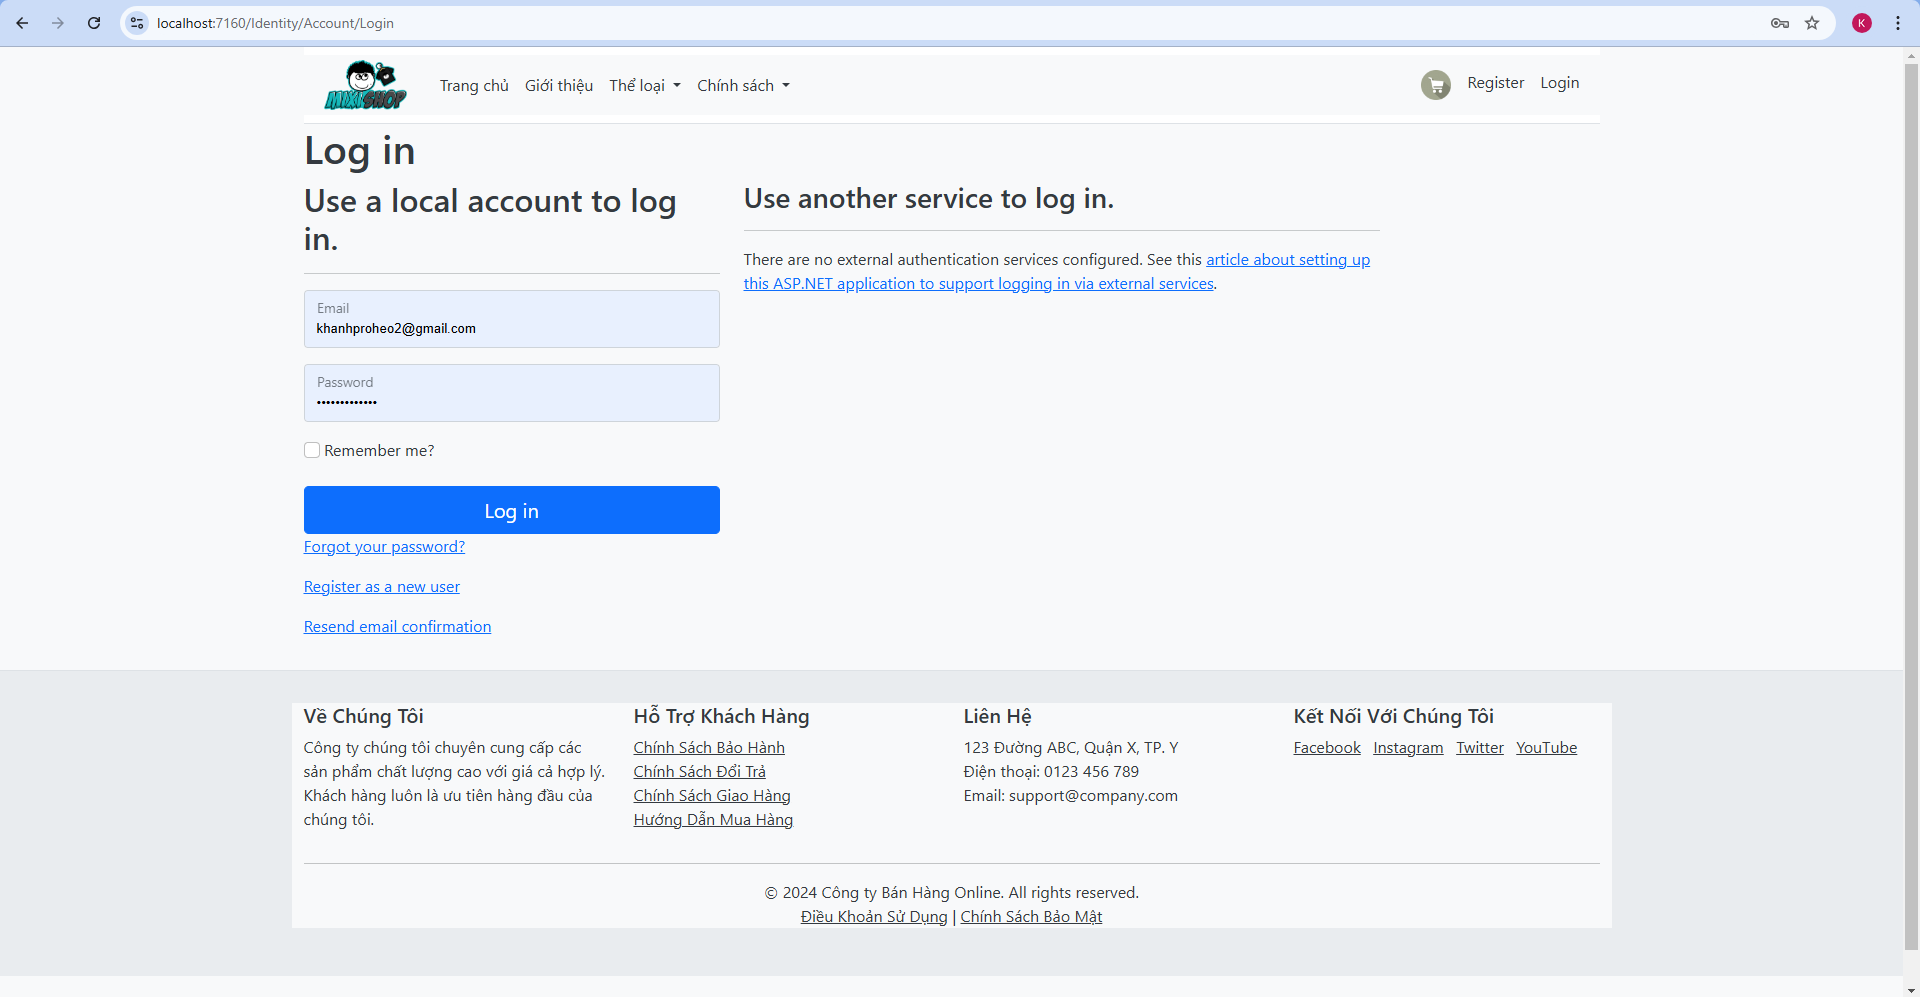 localhost:7160/Identity/Account/Login
K
MIXISHOP
Trang chủ
Giới thiệu
Thể loại
Chính sách
Register
Login
Log in
Use a local account to log
in.
Email
khanhproheo2@gmail.com
Password
•••••••••••••
Remember me?
Log in
Forgot your password?
Register as a new user
Resend email confirmation
Use another service to log in.
There are no external authentication services configured. See this article about setting up
this ASP.NET application to support logging in via external services.
Về Chúng Tôi
Công ty chúng tôi chuyên cung cấp các
sản phẩm chất lượng cao với giá cả hợp lý.
Khách hàng luôn là ưu tiên hàng đầu của
chúng tôi.
Hỗ Trợ Khách Hàng
Chính Sách Bảo Hành
Chính Sách Đổi Trả
Chính Sách Giao Hàng
Hướng Dẫn Mua Hàng
Liên Hệ
123 Đường ABC, Quận X, TP. Y
Điện thoại: 0123 456 789
Email: support@company.com
Kết Nối Với Chúng Tôi
Facebook Instagram Twitter YouTube
© 2024 Công ty Bán Hàng Online. All rights reserved.
Điều Khoản Sử Dụng | Chính Sách Bảo Mật